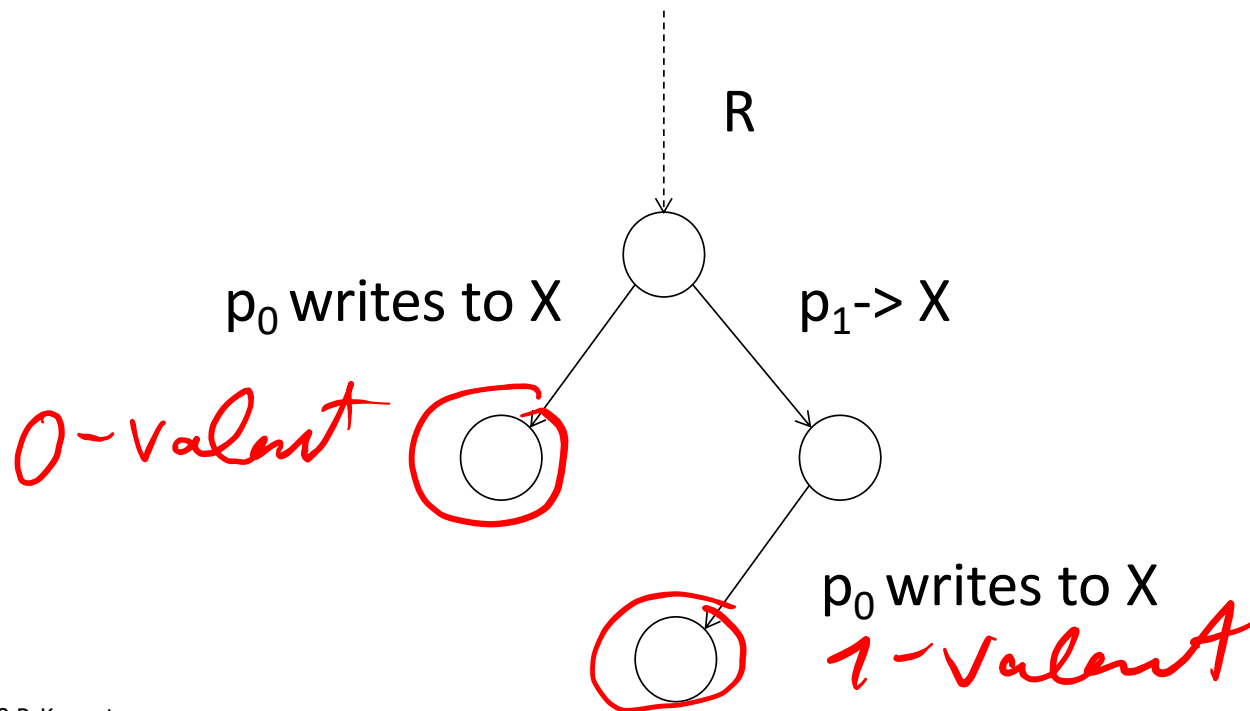 R
p₀ writes to X
p₁-> X
0-valent
p₀ writes to X
1-valent